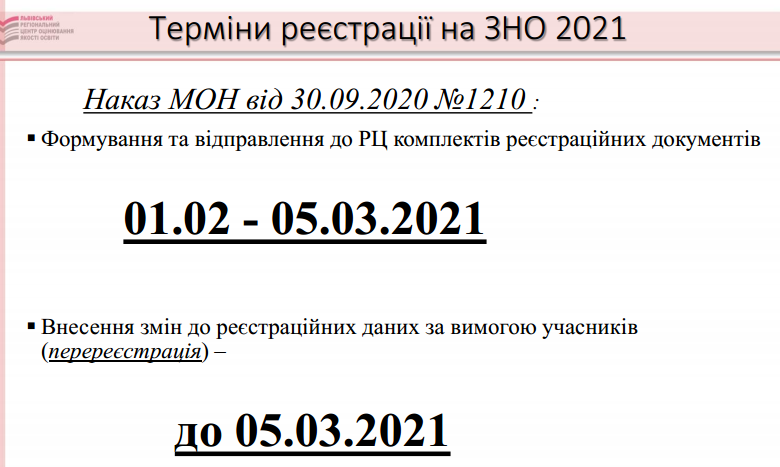 ЛЬВІВСЬКИЙ
РЕГІОНАЛЬНИЙ
ЦЕНТР ОЦІНЮВАННЯ
ЯКОСТІ ОСВІТИ
Терміни реєстрації на ЗНО 2021
Наказ МОН від 30.09.2020 №1210 :
▪ Формування та відправлення до РЦ комплектів реєстраційних документів
01.02 - 05.03.2021
▪ Внесення змін до реєстраційних даних за вимогою учасників
(перереєстрація) –
до 05.03.2021